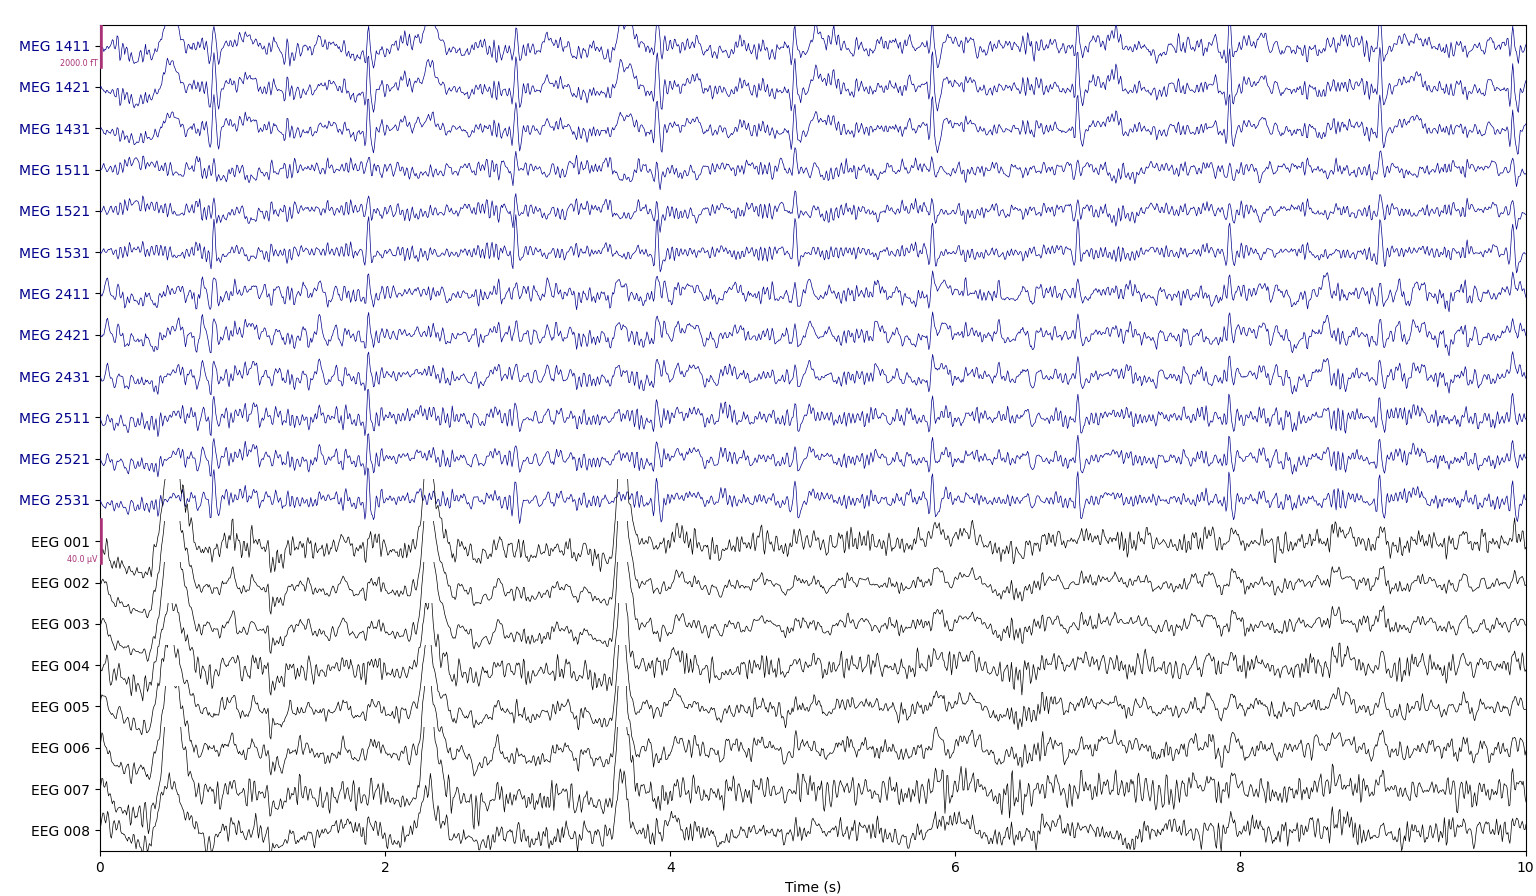 MEG 1411
2000.0 fT
MEG 1421
MEG 1431
MEG 1511
MEG 1521
MEG 1531
MEG 2411
MEG 2421
MEG 2431
MEG 2511
MEG 2521
MEG 2531
EEG 001
40.0 µV
EEG 002
EEG 003
EEG 004
EEG 005
EEG 006
EEG 007
EEG 008
0 2 4 6 8 10
Time (s)